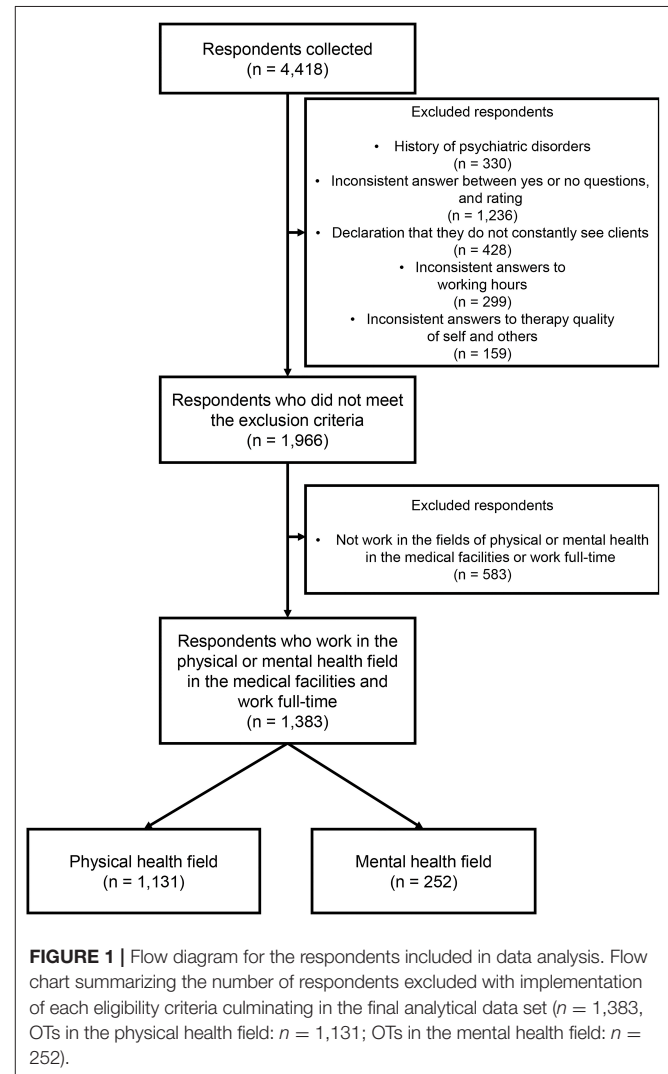 Respondents collected
(n = 4,418)
Excluded respondents
• History of psychiatric disorders
(n = 330)
• Inconsistent answer between yes or no questions,
and rating
(n = 1,236)
• Declaration that they do not constantly see clients
(n = 428)
• Inconsistent answers to
working hours
(n = 299)
• Inconsistent answers to therapy quality
of self and others
(n = 159)
Respondents who did not meet
the exclusion criteria
(n = 1,966)
Excluded respondents
• Not work in the fields of physical or mental health
in the medical facilities or work full-time
(n = 583)
Respondents who work in the
physical or mental health field
in the medical facilities and
work full-time
(n = 1,383)
Physical health field
(n = 1,131)
Mental health field
(n = 252)
FIGURE 1 | Flow diagram for the respondents included in data analysis. Flow
chart summarizing the number of respondents excluded with implementation
of each eligibility criteria culminating in the final analytical data set (n = 1,383,
OTs in the physical health field: n = 1,131; OTs in the mental health field: n =
252).